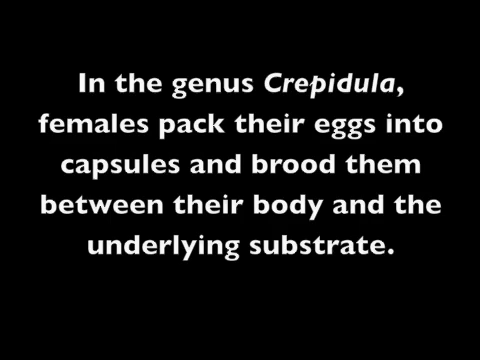 In the genus Crepidula,
females pack their eggs into
capsules and brood them
between their body and the
underlying substrate.